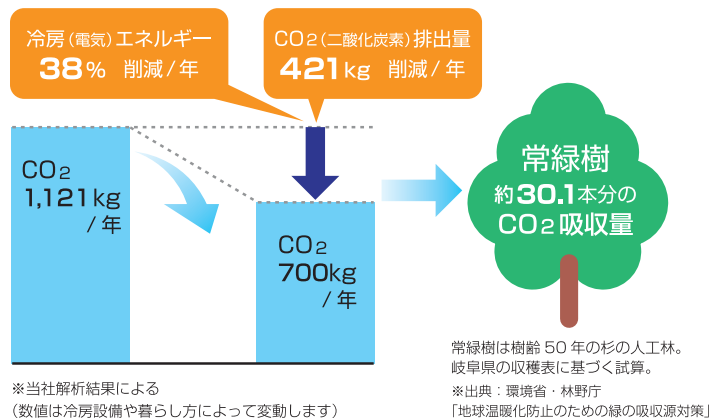 冷房（電気）エネルギー
38% 削減/年
CO2（二酸化炭素）排出量
421kg 削減/年
CO2
1,121kg
/年
CO2
700kg
/年
常緑樹
約30.1本分の
CO2吸収量
常緑樹は樹齢50年の杉の人工林。
岐阜県の収穫表に基づく試算。
※出典：環境省・林野庁
「地球温暖化防止のための緑の吸収源対策」
※当社解析結果による
（数値は冷房設備や暮らし方によって変動します）